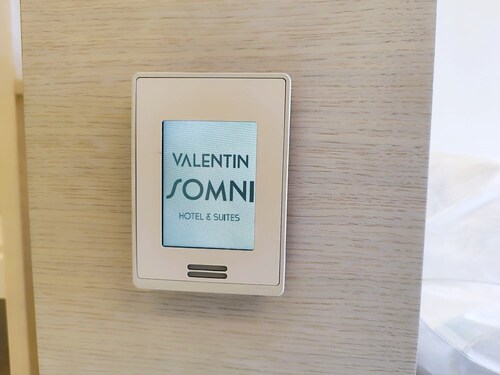 VALENTIN
SOMNI
HOTEL & SUITES